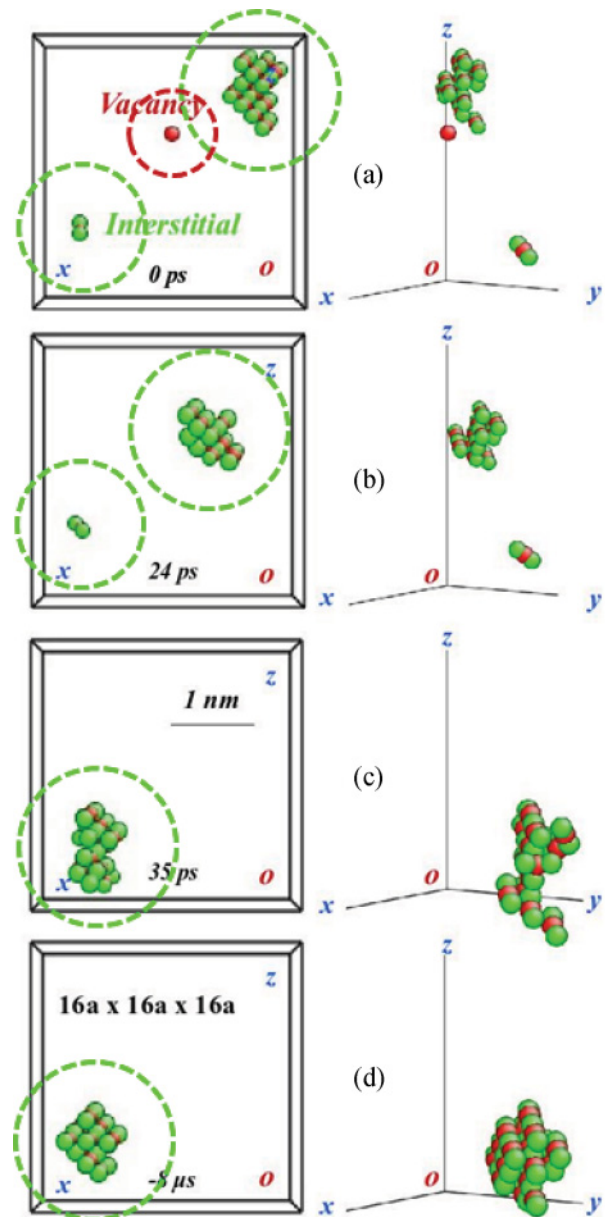 z
z
Vacancy
(a)
Interstitial
x
0 ps
o
o
x
y
z
z
(b)
x
24 ps
o
o
x
y
z
z
1 nm
(c)
x
35 ps
o
o
x
y
z
z
16a x 16a x 16a
(d)
x
~8 μs
o
o
x
y